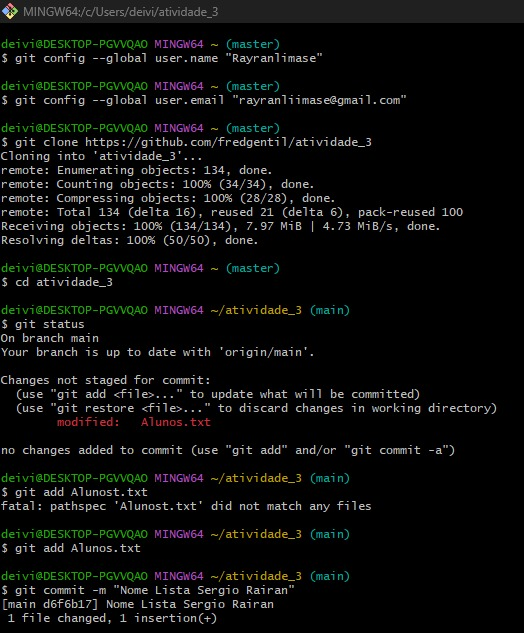 MINGW64:/c/Users/deivi/atividade_3
deivi@DESKTOP-PGVVQAO MINGW64 ~ (master)
$ git config --global user.name "Rayranlimase"
deivi@DESKTOP-PGVVQAO MINGW64 ~ (master)
$ git config --global user.email "rayranliimase@gmail.com"
deivi@DESKTOP-PGVVQAO MINGW64 ~ (master)
$ git clone https://github.com/fredgentil/atividade_3
Cloning into 'atividade_3'...
remote: Enumerating objects: 134, done.
remote: Counting objects: 100% (34/34), done.
remote: Compressing objects: 100% (28/28), done.
remote: Total 134 (delta 16), reused 21 (delta 6), pack-reused 100
Receiving objects: 100% (134/134), 7.97 MiB | 4.73 MiB/s, done.
Resolving deltas: 100% (50/50), done.
deivi@DESKTOP-PGVVQAO MINGW64 ~ (master)
$ cd atividade_3
deivi@DESKTOP-PGVVQAO MINGW64 ~/atividade_3 (main)
$ git status
On branch main
Your branch is up to date with 'origin/main'.
Changes not staged for commit:
(use "git add <file>..." to update what will be committed)
(use "git restore <file>..." to discard changes in working directory)
modified: Alunos.txt
no changes added to commit (use "git add" and/or "git commit -a")
deivi@DESKTOP-PGVVQAO MINGW64 ~/atividade_3 (main)
$ git add Alunost.txt
fatal: pathspec 'Alunost.txt' did not match any files
deivi@DESKTOP-PGVVQAO MINGW64 ~/atividade_3 (main)
$ git add Alunos.txt
deivi@DESKTOP-PGVVQAO MINGW64 ~/atividade_3 (main)
$ git commit -m "Nome Lista Sergio Rairan"
[main d6f6b17] Nome Lista Sergio Rairan
1 file changed, 1 insertion(+)